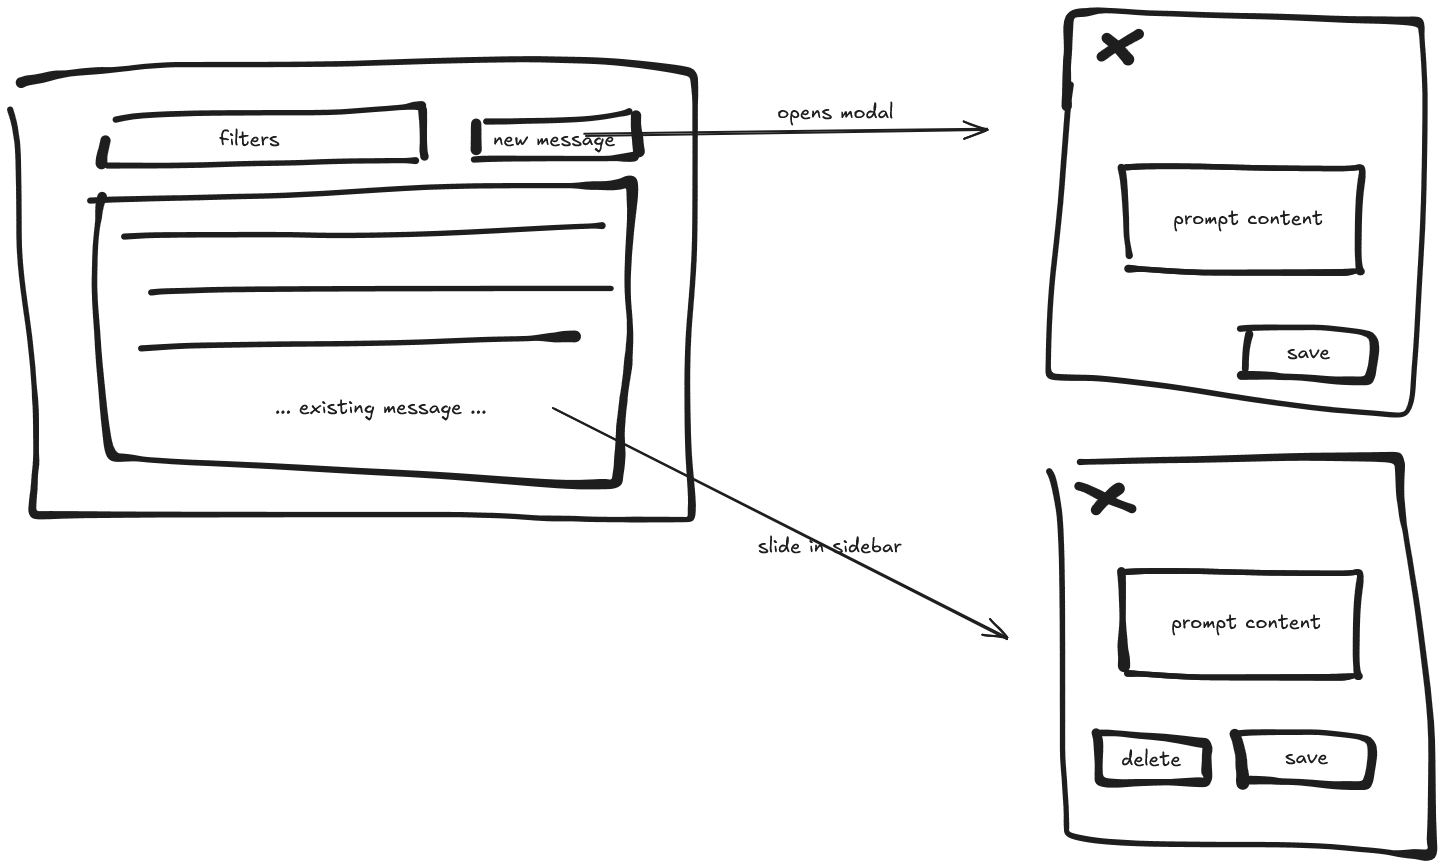 filters
new message
... existing message ...
opens modal
prompt content
save
slide in sidebar
prompt content
delete
save